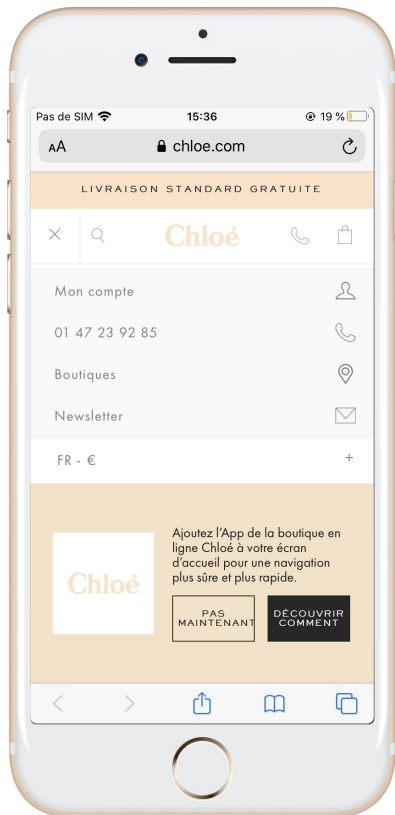 Pas de SIM 15:36 19 %
AA chloe.com
LIVRAISON STANDARD GRATUITE
Chloé
Mon compte
01 47 23 92 85
Boutiques
Newsletter
FR - € +
Chloé
Ajoutez l'App de la boutique en
ligne Chloé à votre écran
d'accueil pour une navigation
plus sûre et plus rapide.
PAS
MAINTENANT
DÉCOUVRIR
COMMENT